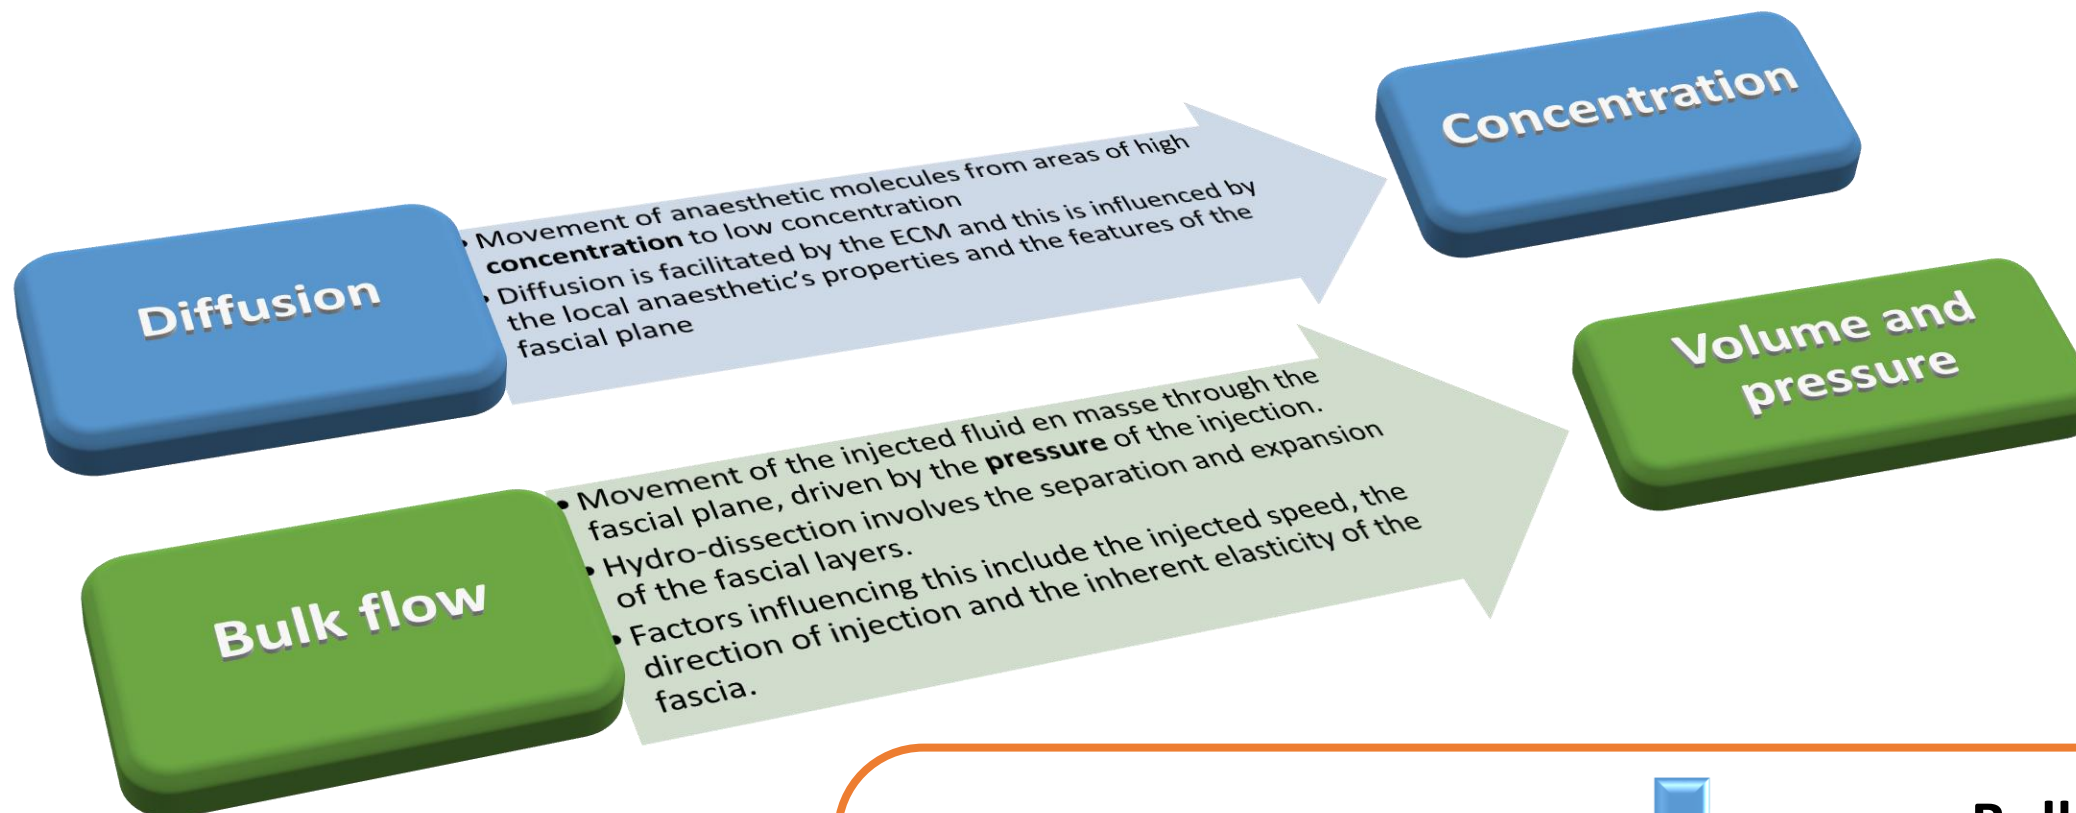 Diffusion
• Movement of anaesthetic molecules from areas of high
concentration to low concentration
• Diffusion is facilitated by the ECM and this is influenced by
the local anaesthetic's properties and the features of the
fascial plane
Concentration
Bulk flow
• Movement of the injected fluid en masse through the
fascial plane, driven by the pressure of the injection.
• Hydro-dissection involves the separation and expansion
of the fascial layers.
• Factors influencing this include the injected speed, the
direction of injection and the inherent elasticity of the
fascia.
Volume and
pressure